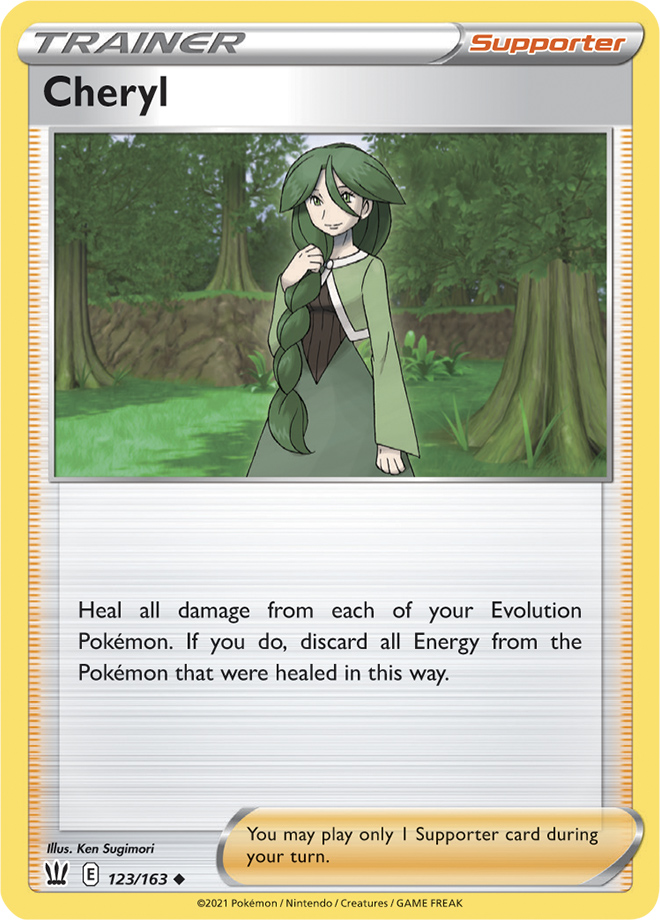 TRAINER
Supporter
Cheryl
Heal all damage from each of your Evolution
Pokémon. If you do, discard all Energy from the
Pokémon that were healed in this way.
Illus. Ken Sugimori
You may play only 1 Supporter card during
your turn.
E 123/163 ◆
©2021 Pokémon / Nintendo / Creatures / GAME FREAK